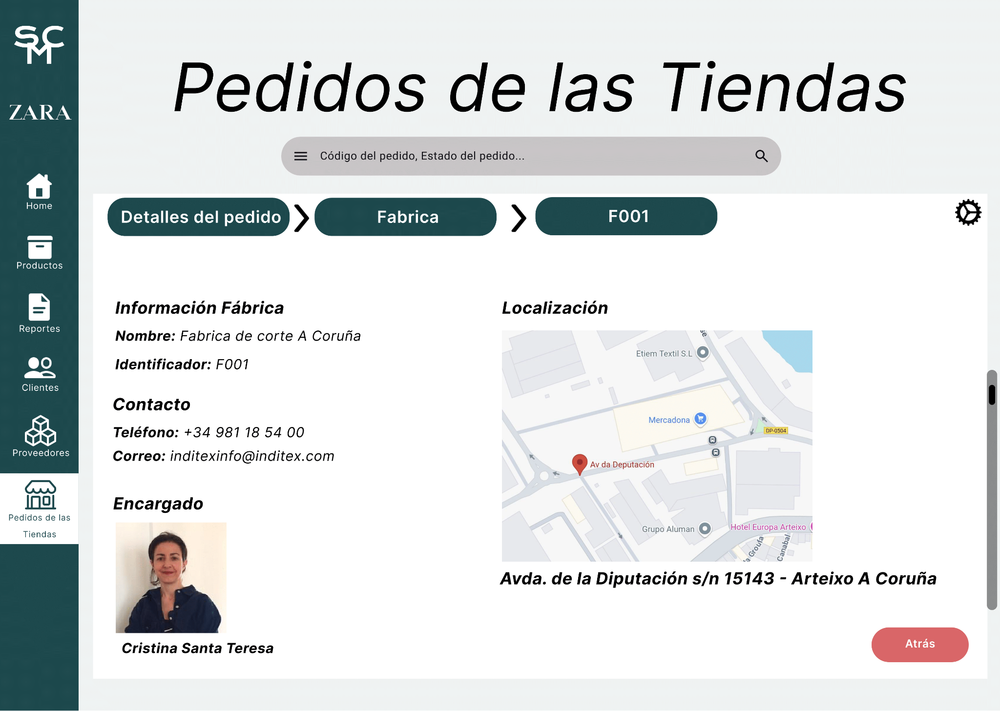 SCM
ZARA
Home
Productos
Reportes
Clientes
Proveedores
Pedidos de las
Tiendas
Pedidos de las Tiendas
Código del pedido, Estado del pedido...
Detalles del pedido
Fabrica
F001
Información Fábrica
Nombre: Fabrica de corte A Coruña
Identificador: F001
Contacto
Teléfono: +34 981 18 54 00
Correo: inditexinfo@inditex.com
Encargado
Cristina Santa Teresa
Localización
se
Etiem Textil S.L
Mercadona
DP-0504
Av da Deputación
Grupo Aluman
Hotel Europa Arteixo
a Groufa
Canabal
Avda. de la Diputación s/n 15143 - Arteixo A Coruña
Atrás